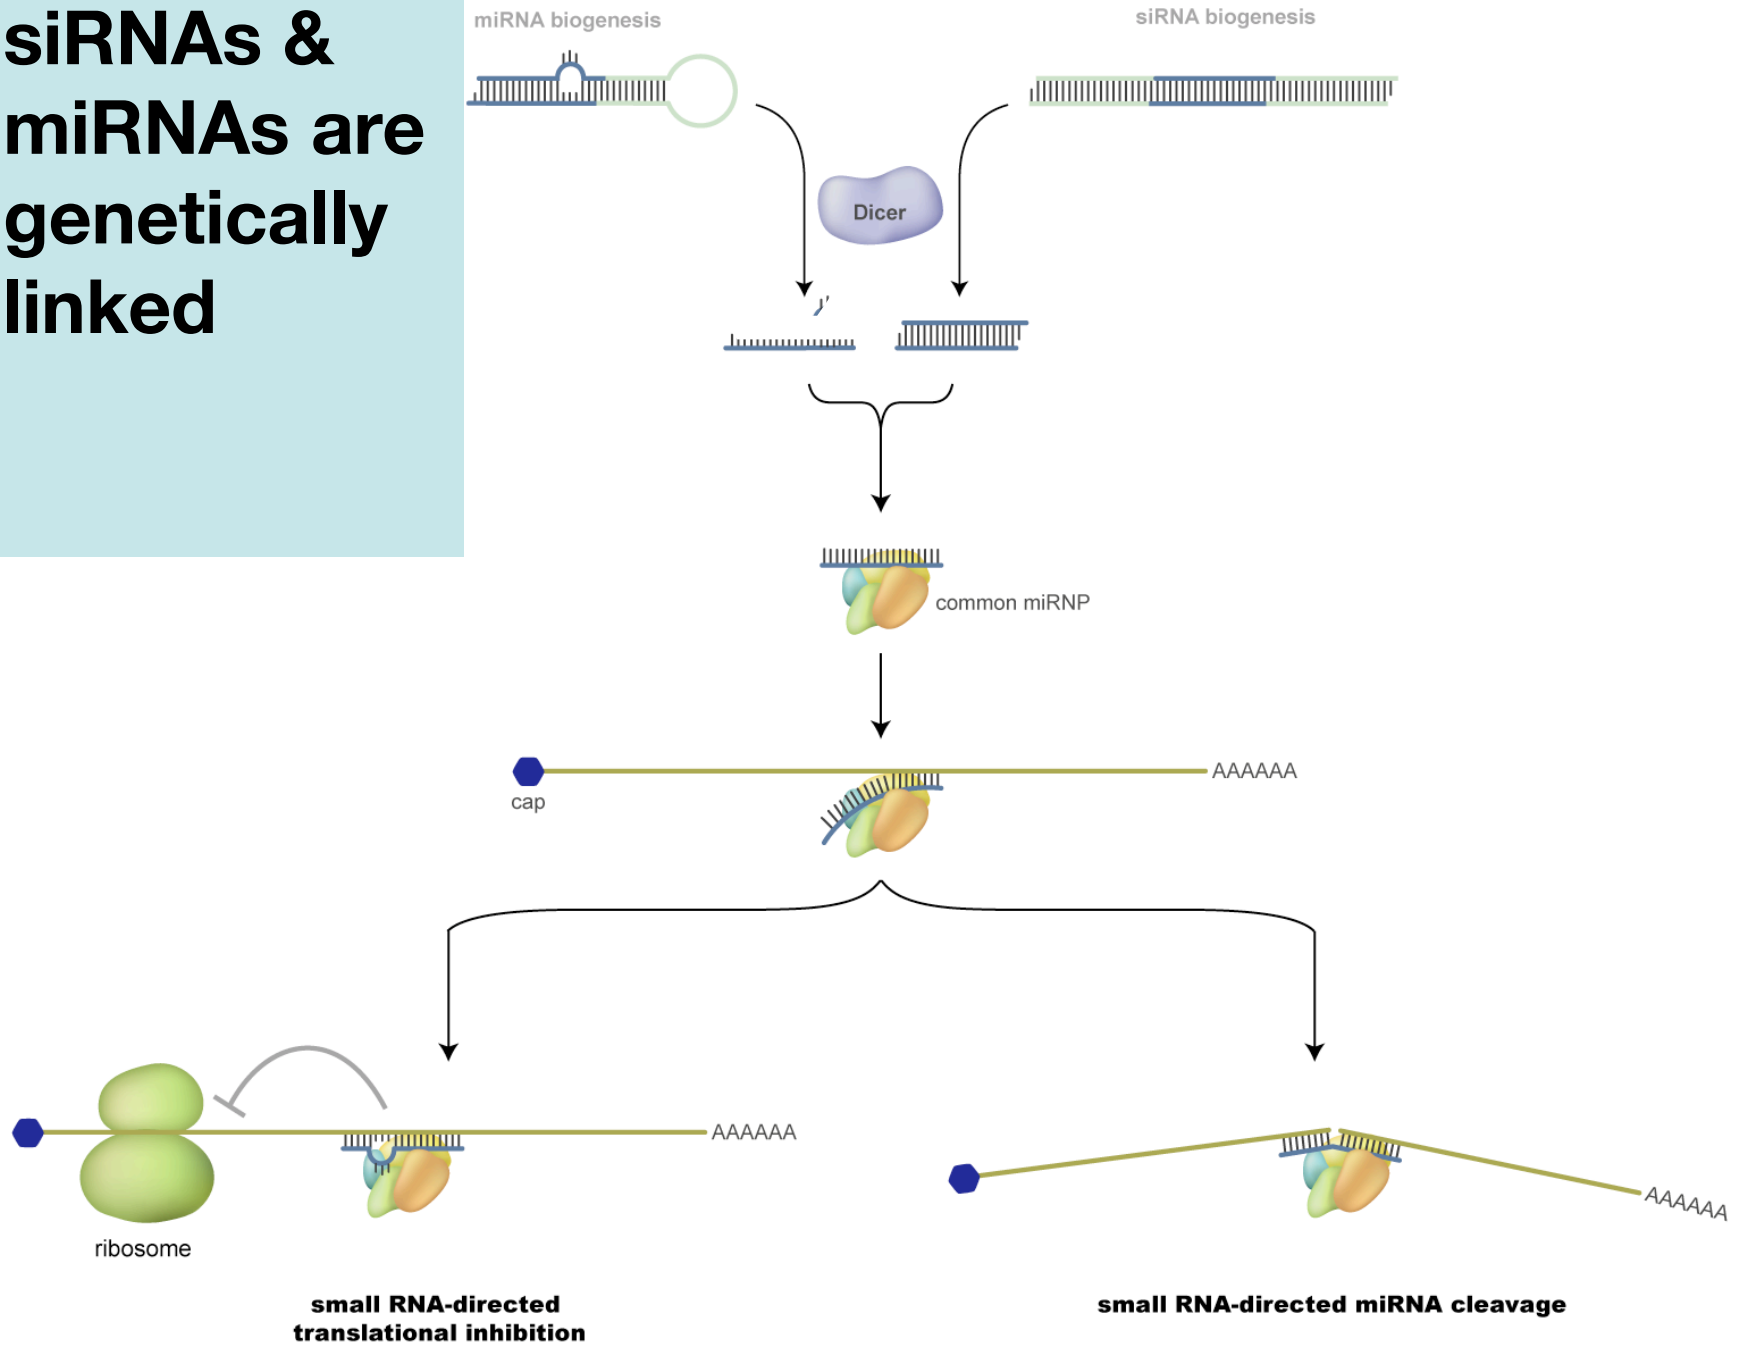 siRNAs &
miRNAs are
genetically
linked
miRNA biogenesis
siRNA biogenesis
Dicer
common miRNP
cap
AAAAAA
AAAAAA
ribosome
AAAAAA
small RNA-directed
translational inhibition
small RNA-directed miRNA cleavage